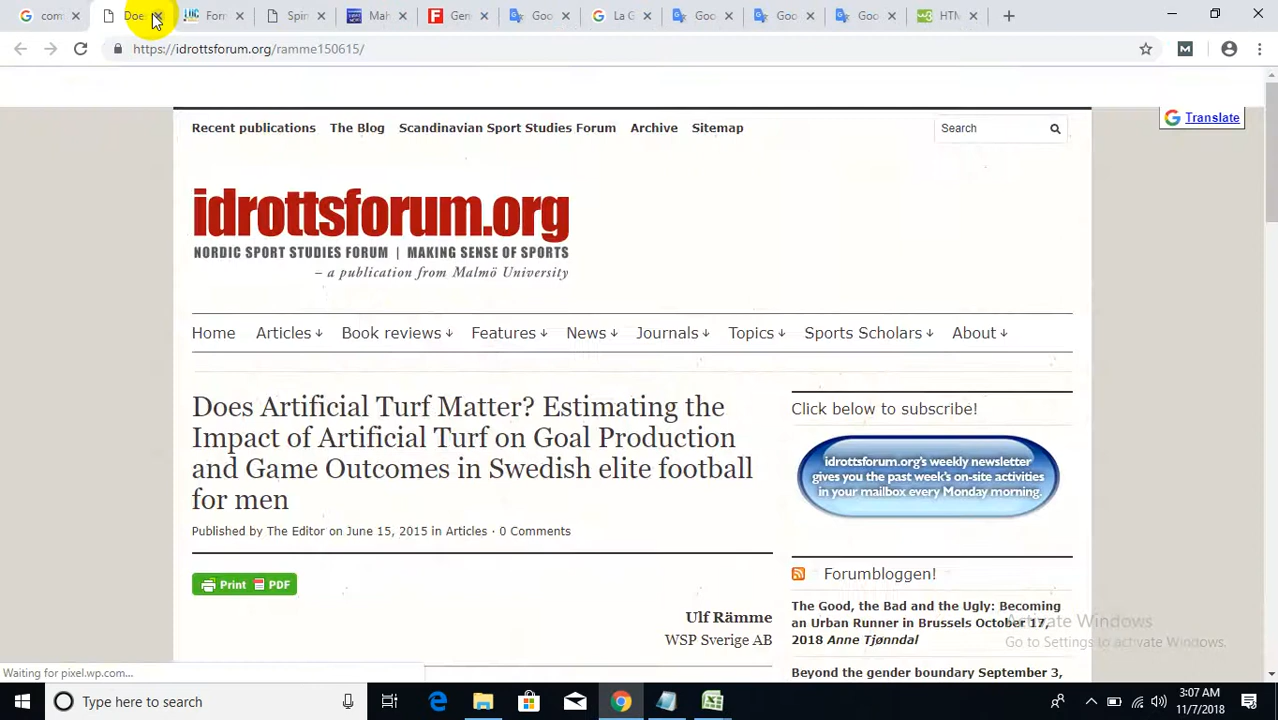 com
Doe
Forr
Spin
Mah
Gen
Goo
La G
Goo
Goo
Goo
HTM
https://idrottsforum.org/ramme150615/
Recent publications The Blog Scandinavian Sport Studies Forum Archive Sitemap
Search
Translate
idrottsforum.org
NORDIC SPORT STUDIES FORUM | MAKING SENSE OF SPORTS
– a publication from Malmö University
Home Articles↓ Book reviews↓ Features↓ News↓ Journals↓ Topics↓ Sports Scholars↓ About↓
Does Artificial Turf Matter? Estimating the
Impact of Artificial Turf on Goal Production
and Game Outcomes in Swedish elite football
for men
Published by The Editor on June 15, 2015 in Articles · 0 Comments
Print PDF
Ulf Rämme
WSP Sverige AB
Click below to subscribe!
idrottsforum.org's weekly newsletter
gives you the past week's on-site activities
in your mailbox every Monday morning.
Forumbloggen!
The Good, the Bad and the Ugly: Becoming
an Urban Runner in Brussels October 17,
2018 Anne Tjønndal
Beyond the gender boundary September 3,
Activate Windows
Go to Settings to activate Windows.
Waiting for pixel.wp.com...
Type here to search
3:07 AM
11/7/2018